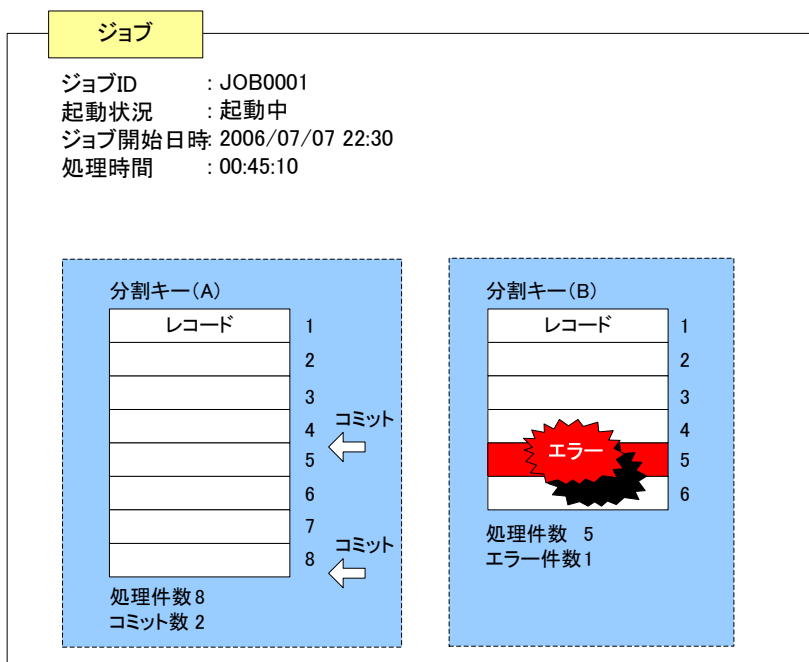 ジョブ
ジョブID : JOB0001
起動状況 : 起動中
ジョブ開始日時: 2006/07/07 22:30
処理時間 : 00:45:10
分割キー(A)
レコード 1
2
3
4
コミット
5
6
7
8
コミット
処理件数8
コミット数 2
分割キー(B)
レコード 1
2
3
4
エラー 5
6
処理件数 5
エラー件数1